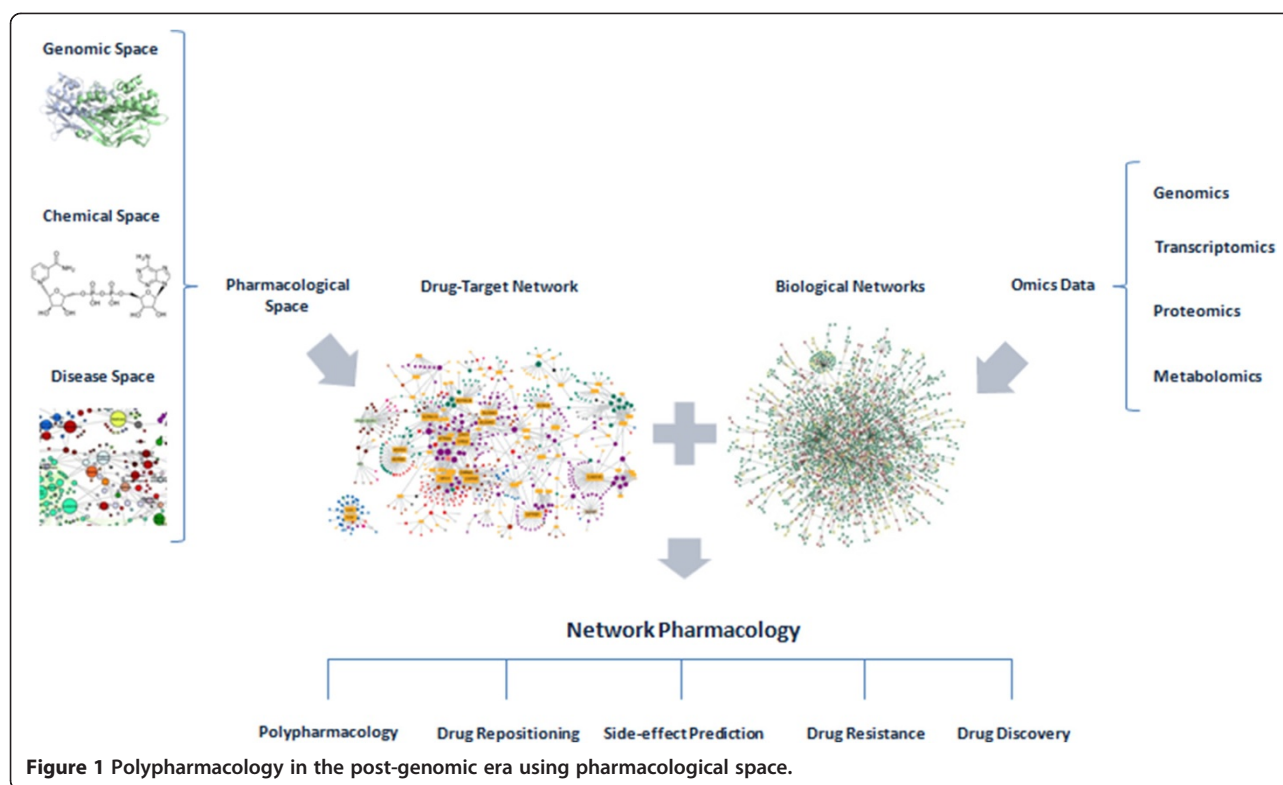 Genomic Space
Chemical Space
Disease Space
Pharmacological
Space
Drug-Target Network
Biological Networks
Omics Data
Genomics
Transcriptomics
Proteomics
Metabolomics
Network Pharmacology
Polypharmacology
Drug Repositioning
Side-effect Prediction
Drug Resistance
Drug Discovery
Figure 1 Polypharmacology in the post-genomic era using pharmacological space.